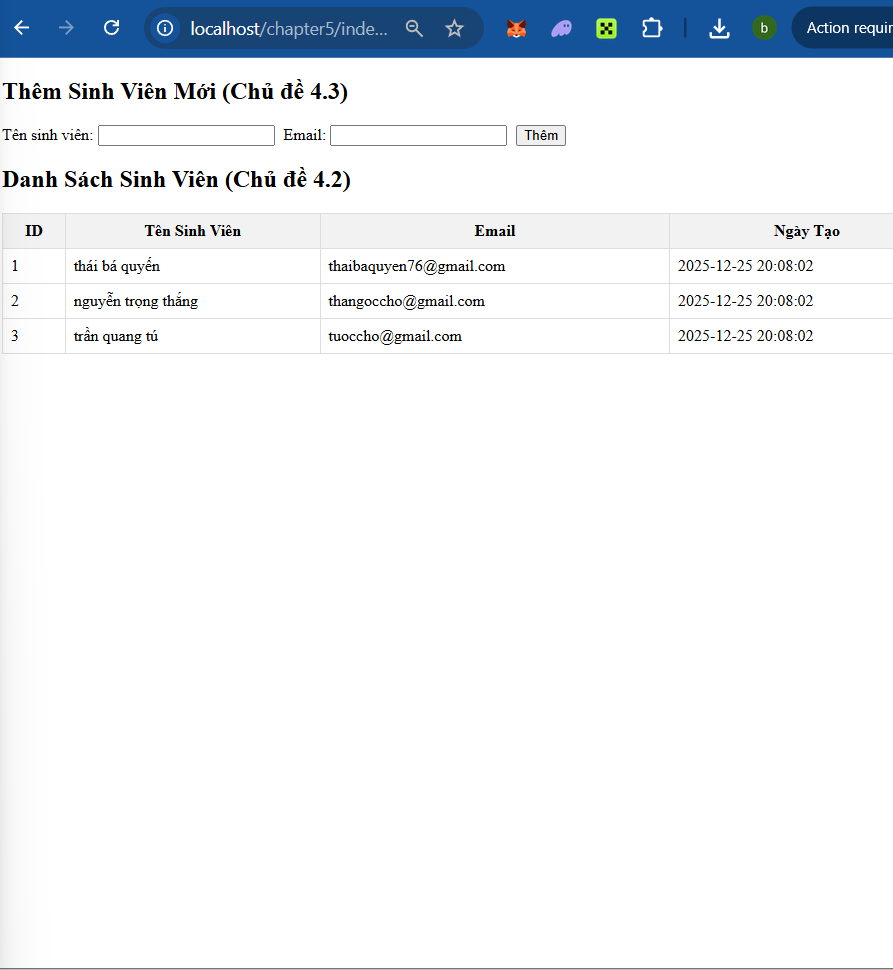 localhost/chapter5/inde...
b
Action requir
Thêm Sinh Viên Mới (Chủ đề 4.3)
Tên sinh viên: Email: Thêm
Danh Sách Sinh Viên (Chủ đề 4.2)
ID Tên Sinh Viên Email Ngày Tạo
1 thái bá quyến thaibaquyen76@gmail.com 2025-12-25 20:08:02
2 nguyễn trọng thắng thangoccho@gmail.com 2025-12-25 20:08:02
3 trần quang tú tuoccho@gmail.com 2025-12-25 20:08:02